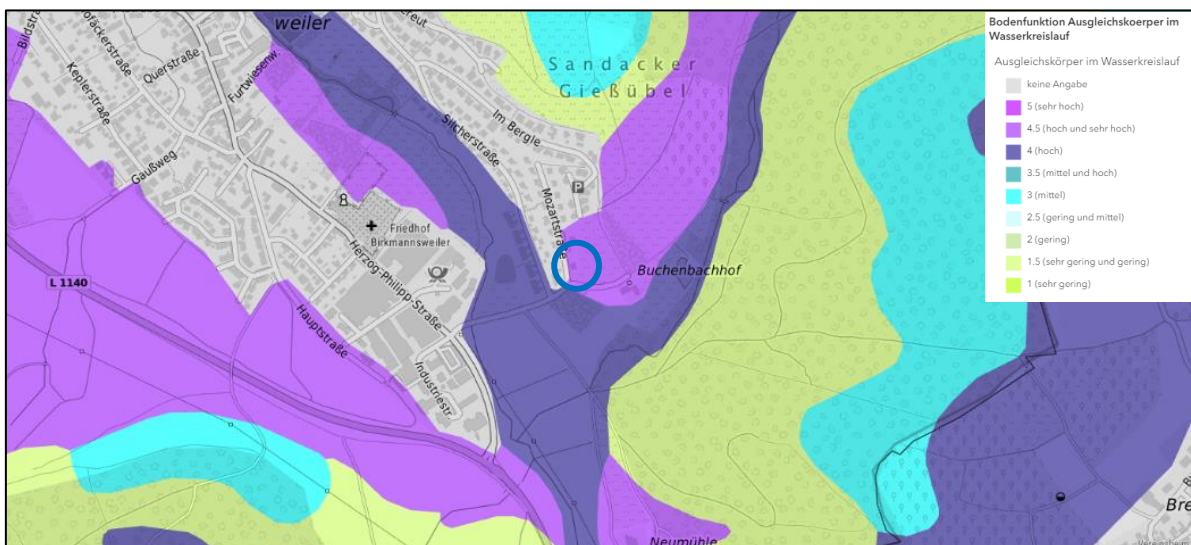 Bodenfunktion Ausgleichskoerper im
Wasserkreislauf
Ausgleichskörper im Wasserkreislauf
keine Angabe
5 (sehr hoch)
4.5 (hoch und sehr hoch)
4 (hoch)
3.5 (mittel und hoch)
3 (mittel)
2.5 (gering und mittel)
2 (gering)
1.5 (sehr gering und gering)
1 (sehr gering)
weiler
Bildstraße
Keplerstraße
Querstraße
Furtwiesenw.
Gaußweg
Sandacker
Gießübel
Im Bergle
Silcherstraße
P
Mozartstraße
Friedhof
Birkmannsweiler
Herzog-Philipp-Straße
Buchenbachhof
L 1140
Hauptstraße
Industriestr.
Neumühle
Bre
Vereinsheim